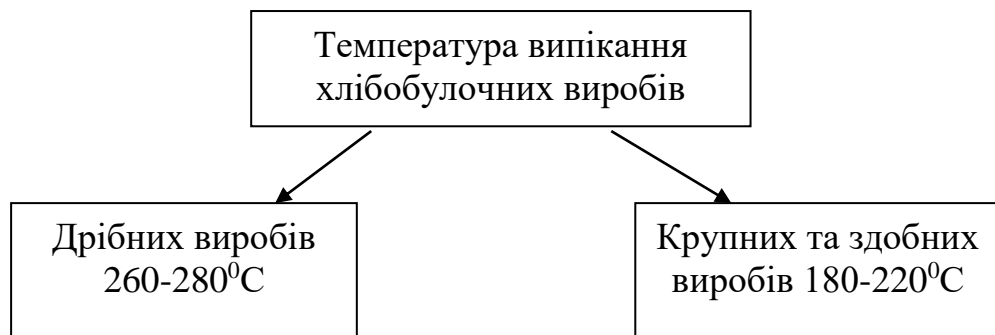 Температура випікання
хлібобулочних виробів
Дрібних виробів
260-280⁰С
Крупних та здобних
виробів 180-220⁰С